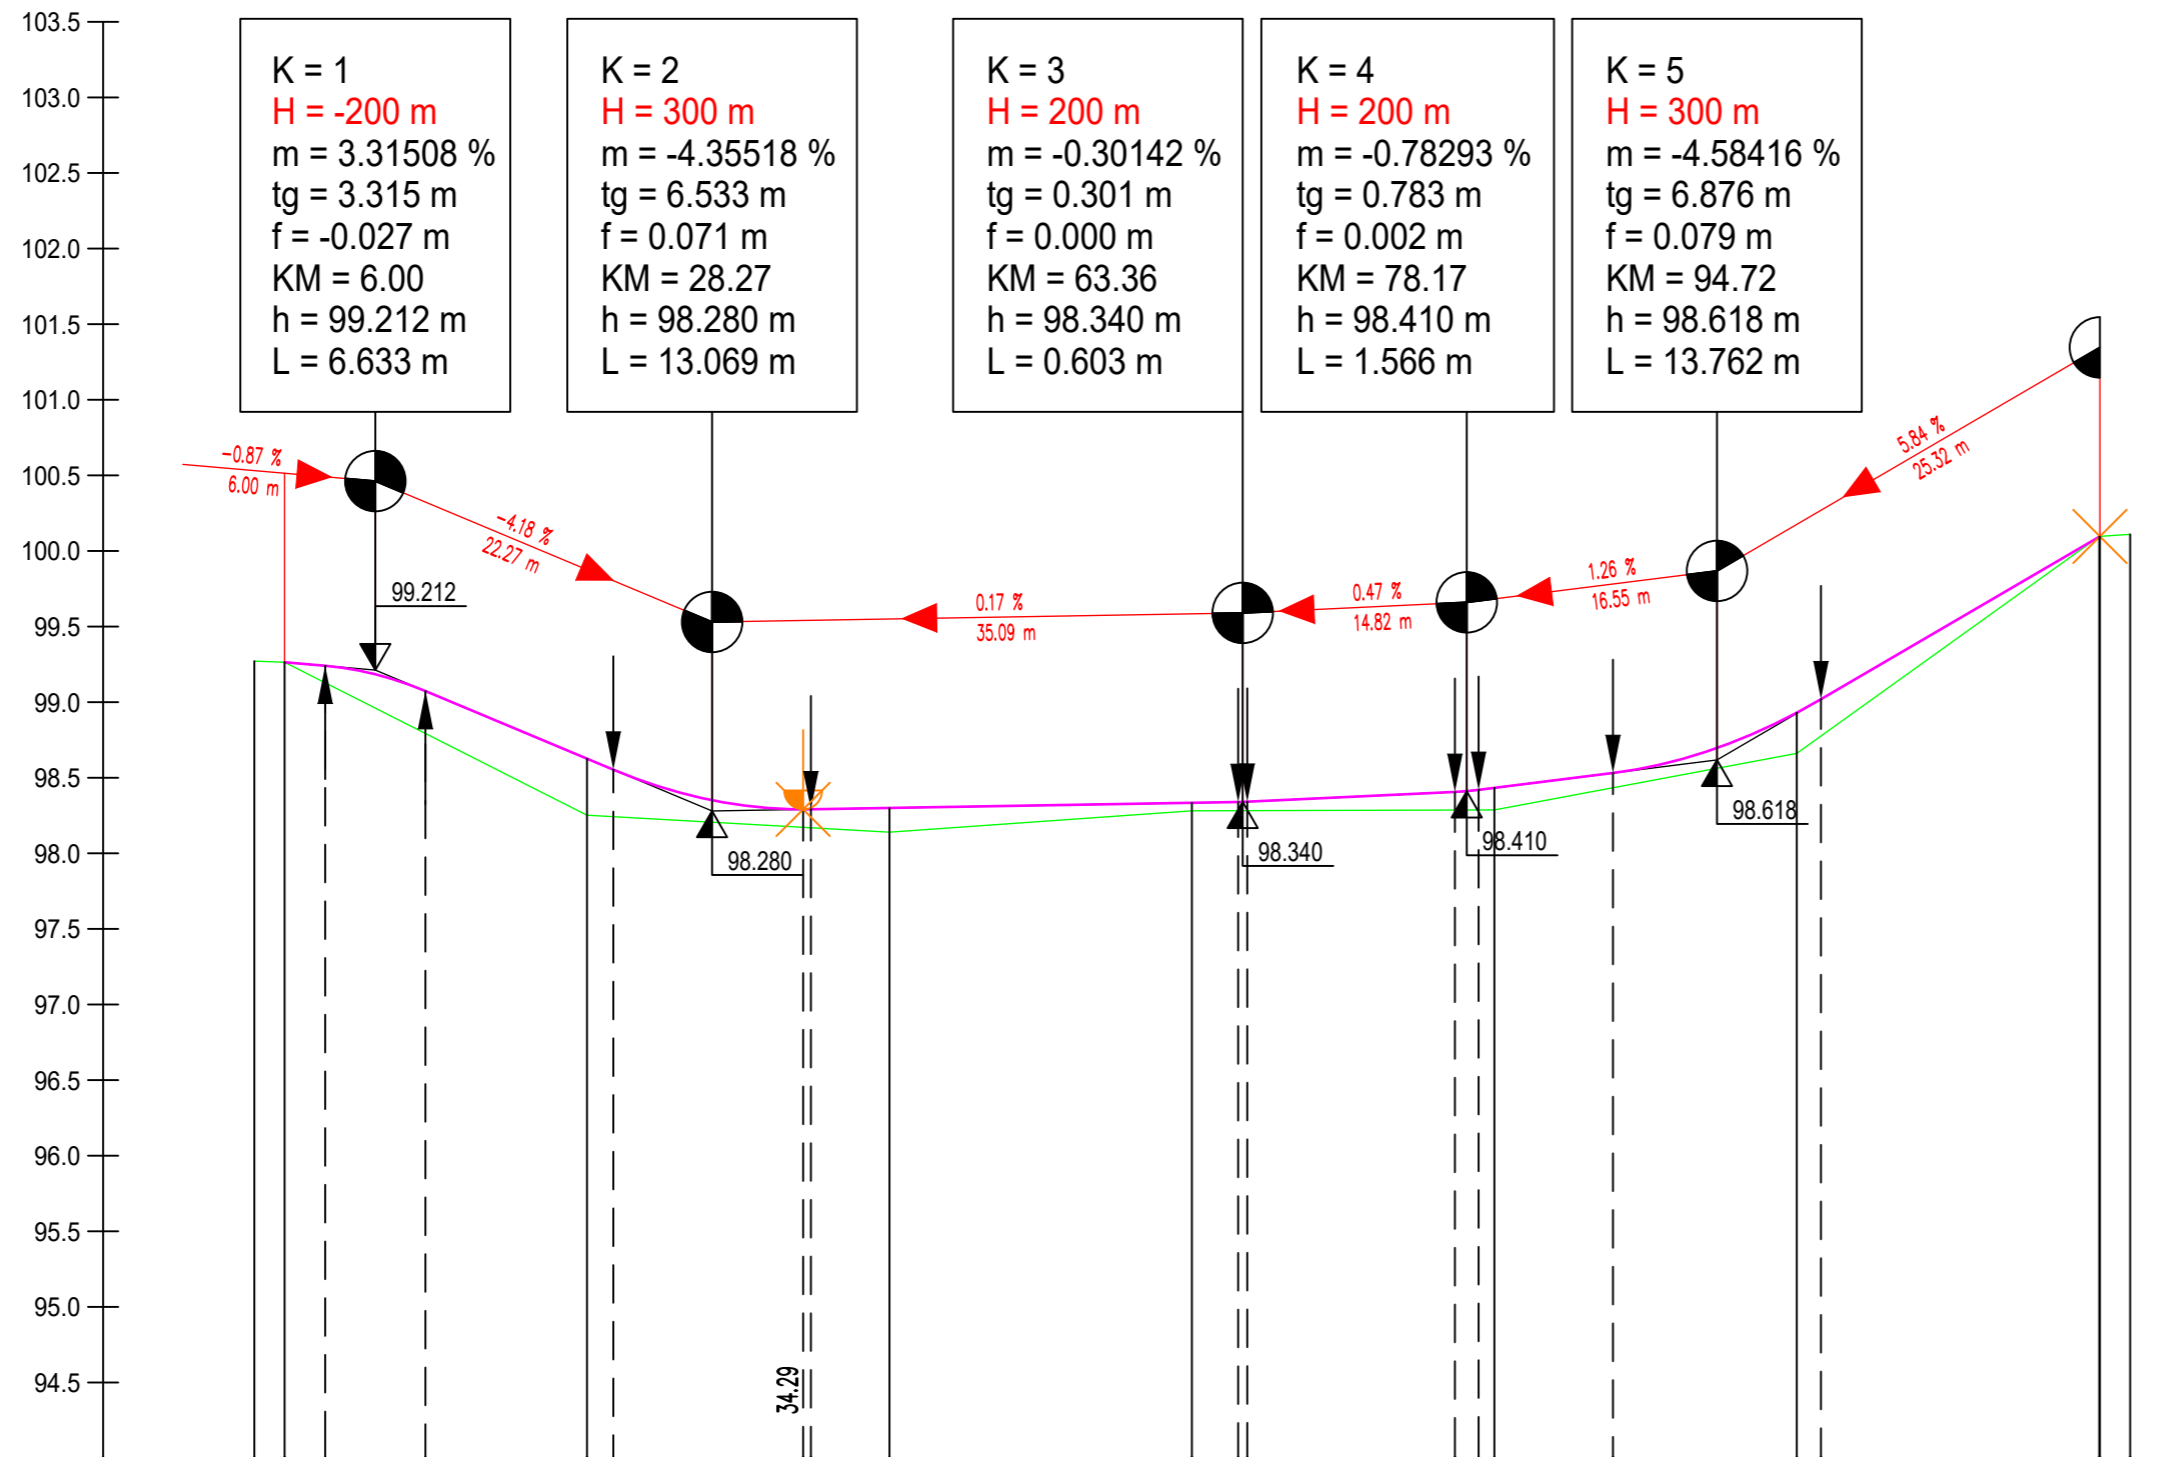 103.5
103.0
102.5
102.0
101.5
101.0
100.5
100.0
99.5
99.0
98.5
98.0
97.5
97.0
96.5
96.0
95.5
95.0
94.5
K = 1
H = -200 m
m = 3.31508 %
tg = 3.315 m
f = -0.027 m
KM = 6.00
h = 99.212 m
L = 6.633 m
K = 2
H = 300 m
m = -4.35518 %
tg = 6.533 m
f = 0.071 m
KM = 28.27
h = 98.280 m
L = 13.069 m
K = 3
H = 200 m
m = -0.30142 %
tg = 0.301 m
f = 0.000 m
KM = 63.36
h = 98.340 m
L = 0.603 m
K = 4
H = 200 m
m = -0.78293 %
tg = 0.783 m
f = 0.002 m
KM = 78.17
h = 98.410 m
L = 1.566 m
K = 5
H = 300 m
m = -4.58416 %
tg = 6.876 m
f = 0.079 m
KM = 94.72
h = 98.618 m
L = 13.762 m
-0.87 %
6.00 m
-4.18 %
22.27 m
0.17 %
35.09 m
0.47 %
14.82 m
1.26 %
16.55 m
5.84 %
25.32 m
99.212
98.280
98.340
98.410
98.618
34.29